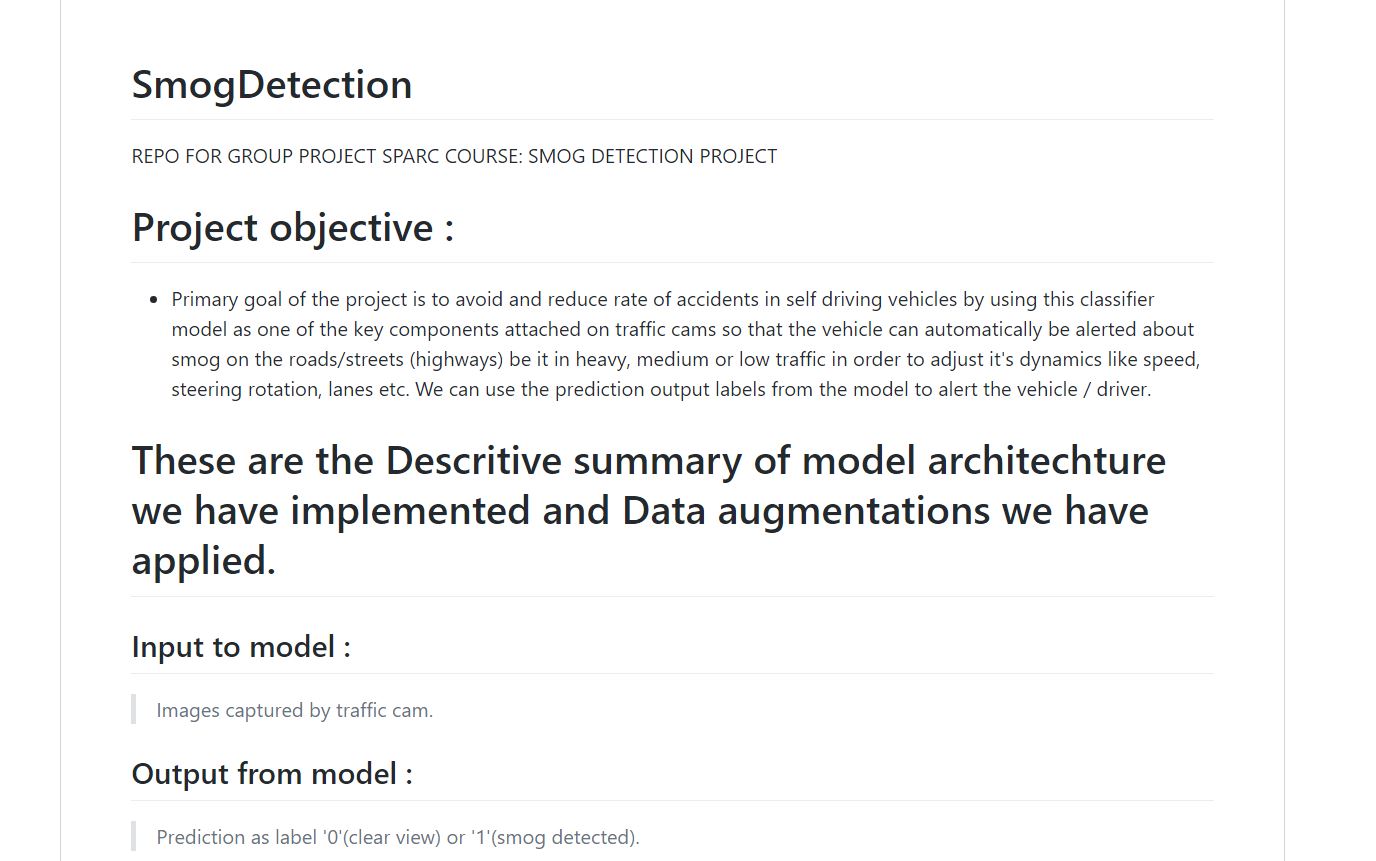 SmogDetection
REPO FOR GROUP PROJECT SPARC COURSE: SMOG DETECTION PROJECT
Project objective :
Primary goal of the project is to avoid and reduce rate of accidents in self driving vehicles by using this classifier
model as one of the key components attached on traffic cams so that the vehicle can automatically be alerted about
smog on the roads/streets (highways) be it in heavy, medium or low traffic in order to adjust it's dynamics like speed,
steering rotation, lanes etc. We can use the prediction output labels from the model to alert the vehicle / driver.
These are the Descritive summary of model architechture
we have implemented and Data augmentations we have
applied.
Input to model :
Images captured by traffic cam.
Output from model :
Prediction as label '0'(clear view) or '1'(smog detected).